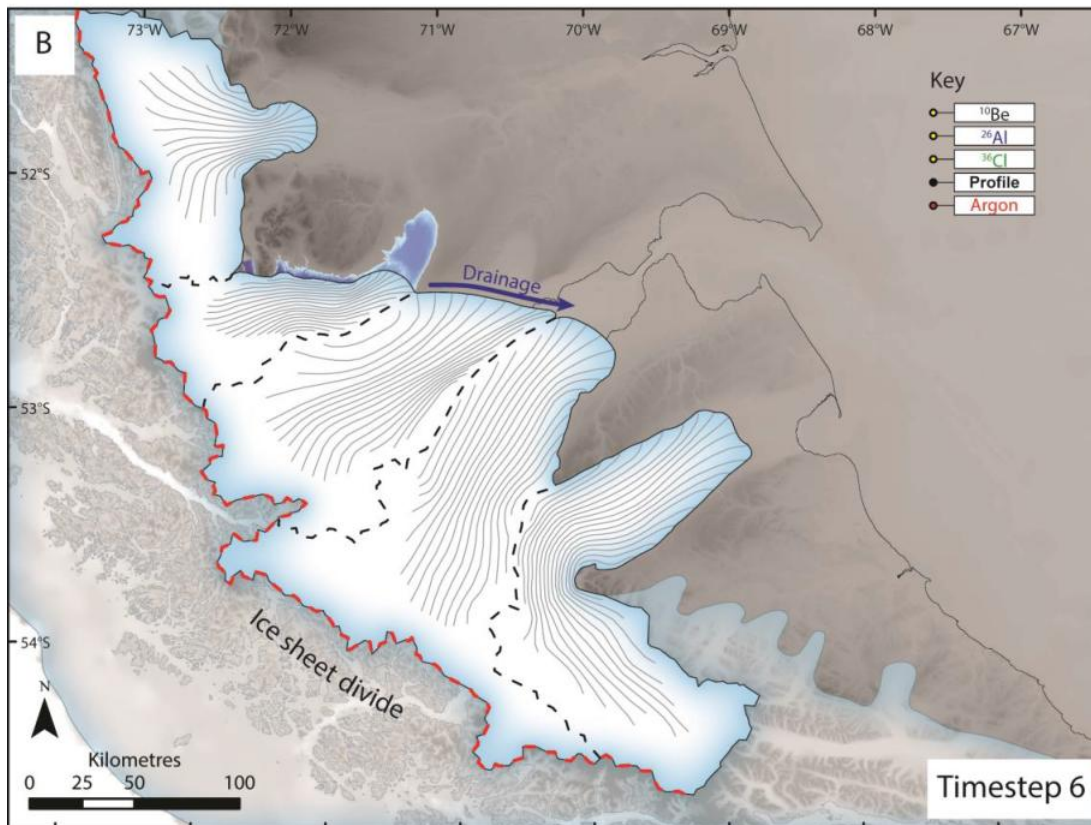 B
73°W 72°W 71°W 70°W 69°W 68°W 67°W
52°S
53°S
54°S
Key
¹⁰Be
²⁶Al
³⁶Cl
Profile
Argon
Drainage
Ice sheet divide
N
Kilometres
0 25 50 100
Timestep 6